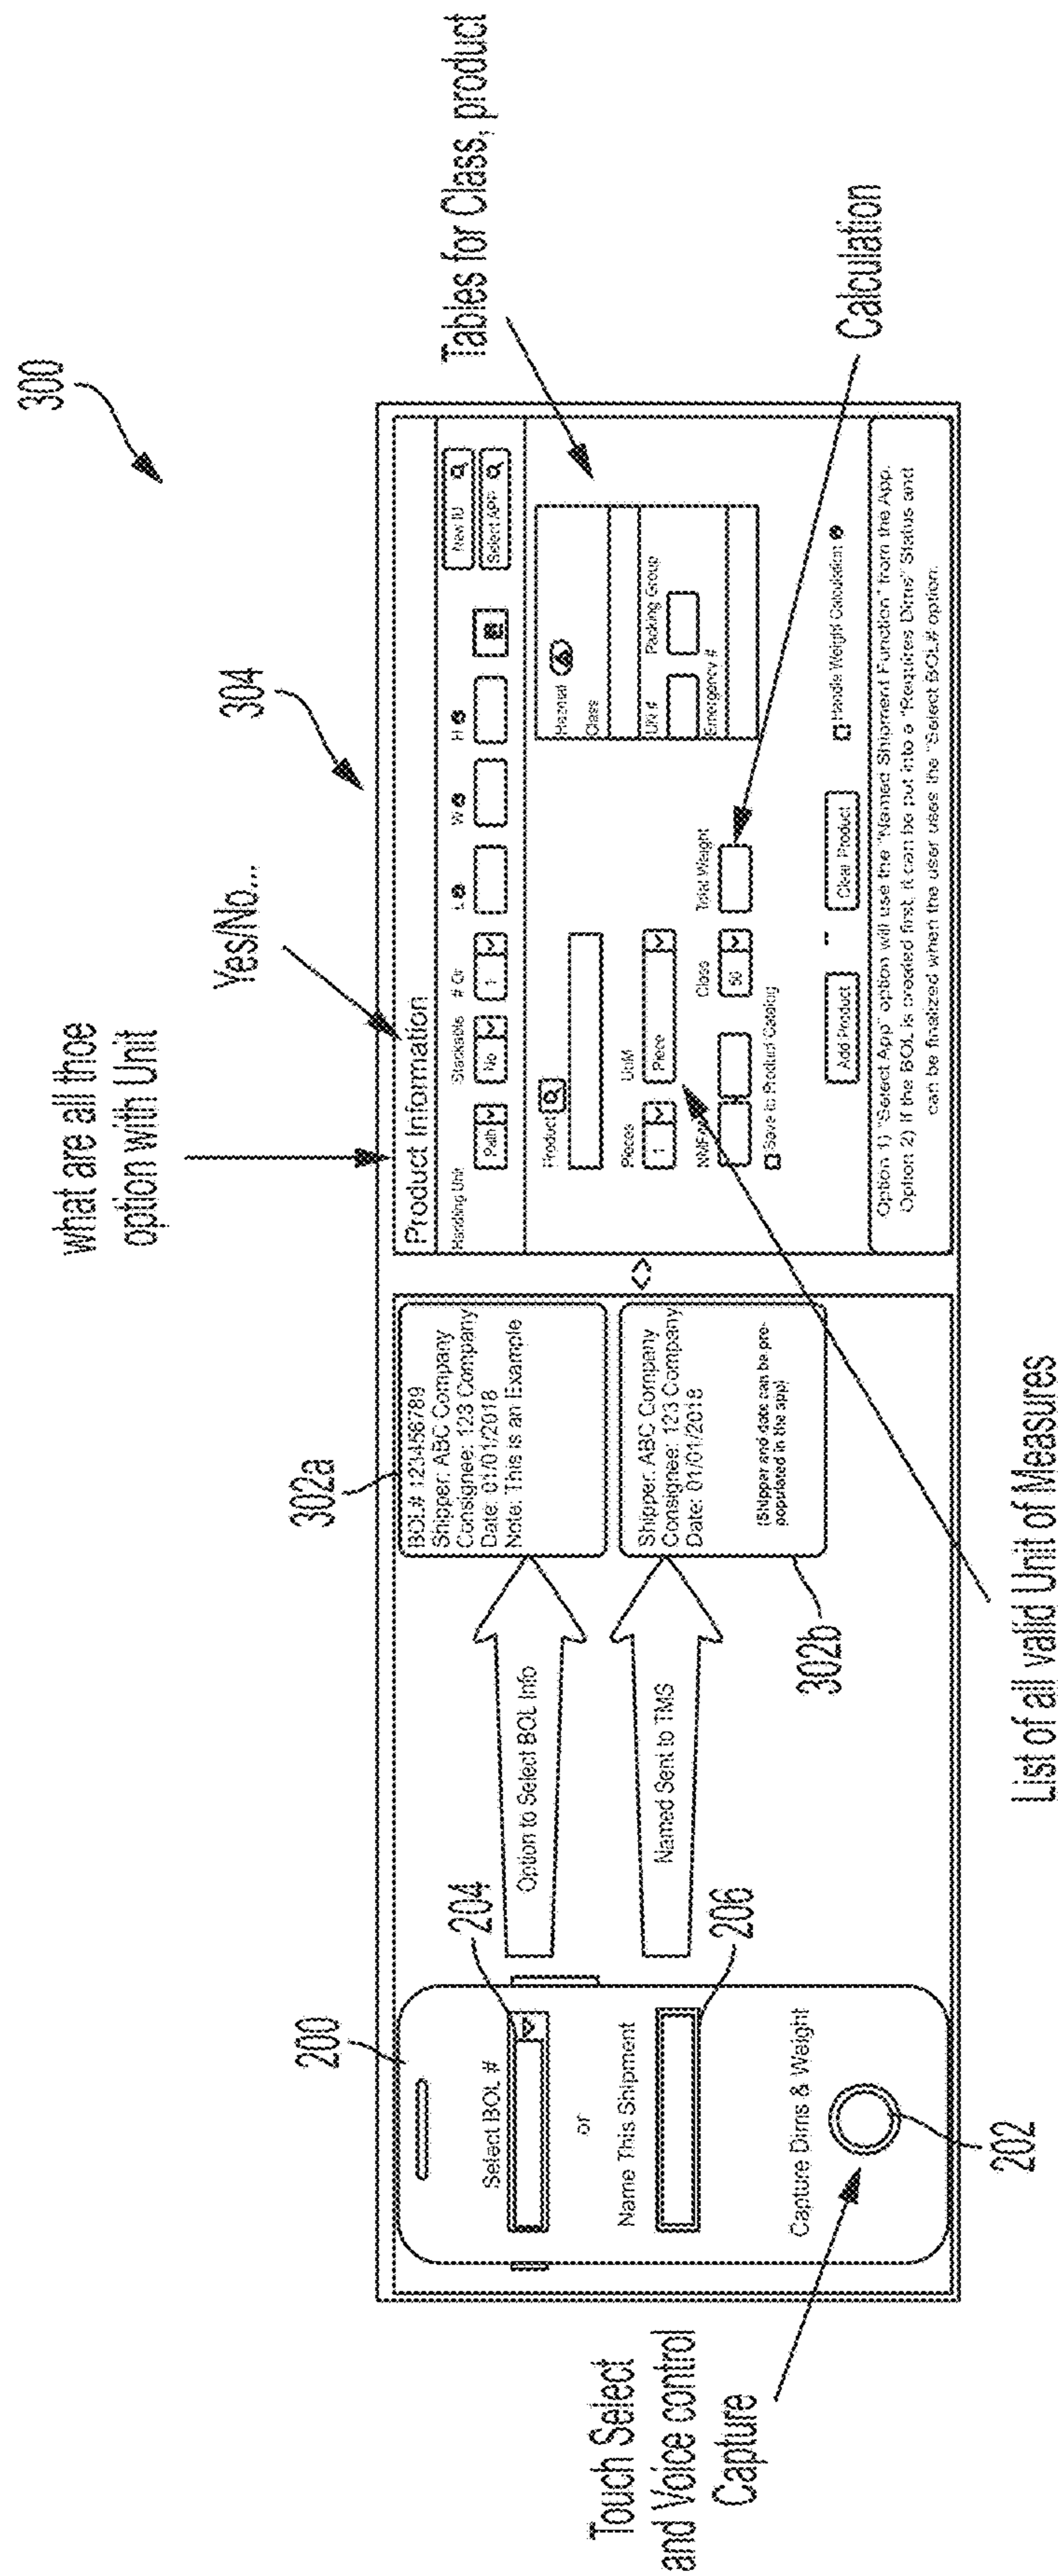 300
what are all thoe
option with Unit
Yes/No...
304
Tables for Class, product
200
Select BOL #
204
or
Name This Shipment
206
Capture Dims & Weight
202
Touch Select
and Voice control
Capture
Option to Select BOL Info
Named Sent to TMS
302a
BOL# 123456789
Shipper: ABC Company
Consignee: 123 Company
Date: 01/01/2018
Note: This is an Example
302b
Shipper: ABC Company
Consignee: 123 Company
Date: 01/01/2018
(Shipper and date can be pre-
populated in the app)
Product Information
Handling Unit
Stackable
# Of
L
W
H
No
1
New ID
Select APP
Product
Pieces
UoM
1
Piece
Class
Total Weight
50
Save to Product Catalog
Hazmat
Class
UN #
Packing Group
Emergency #
Add Product
Clear Product
Handle Weight Calculation
Option 1) "Select App" option will use the "Named Shipment Function" from the App.
Option 2) If the BOL is created first, it can be put into a "Requires Dims" Status and
can be finalized when the user uses the "Select BOL# option.
Calculation
List of all valid Unit of Measures